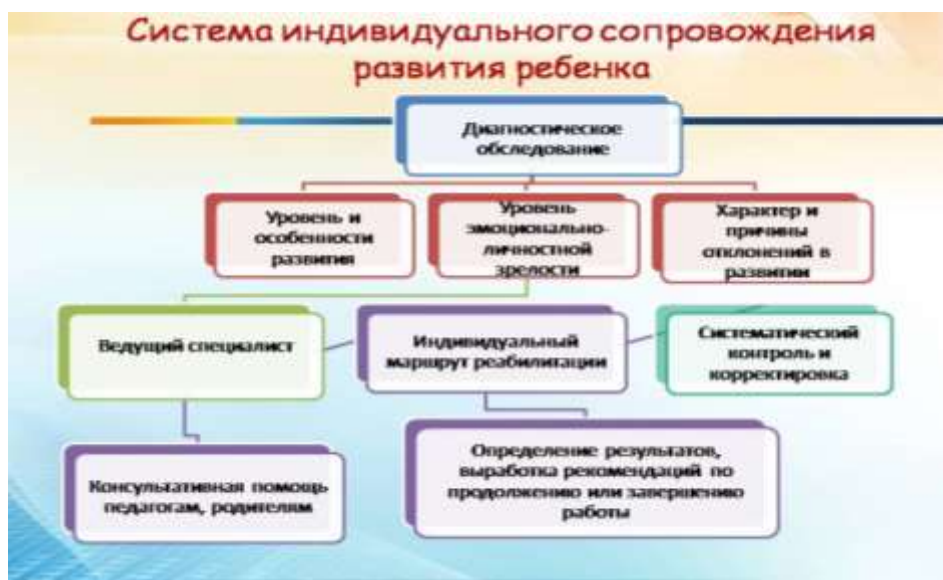 Система индивидуального сопровождения
развития ребенка
Диагностическое
обследование
Уровень и
особенности
развития
Уровень
эмоционально-
личностной
зрелости
Характер и
причины
отклонений в
развитии
Ведущий специалист
Индивидуальный
маршрут реабилитации
Систематический
контроль и
корректировка
Консультативная помощь
педагогам, родителям
Определение результатов,
выработка рекомендаций по
продолжению или завершению
работы